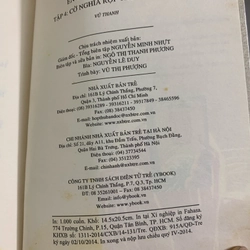 TẬP 4: CỜ NGHĨA RỢP
VŨ THANH
Chịu trách nhiệm xuất bản:
Giám đốc - Tổng biên tập NGUYỄN MINH NHỰT
Biên tập và sửa bản in: NGÔ THỊ THANH PHƯƠNG
Bìa: NGUYỄN LÊ DUY
Trình bày: VŨ THỊ PHƯỢNG
NHÀ XUẤT BẢN TRẺ
Địa chỉ: 161B Lý Chính Thắng, Phường 7,
Quận 3, Thành phố Hồ Chí Minh
Điện thoại: (08) 39316289 - 39316211 - 39317849 - 38465596
Fax: (08) 38437450
E-mail: hopthubandoc@nxbtre.com.vn
Website: www.nxbtre.com.vn
CHI NHÁNH NHÀ XUẤT BẢN TRẺ TẠI HÀ NỘI
Địa chỉ: Số 21, dãy A11, khu Đầm Trấu, Phường Bạch Đằng,
Quận Hai Bà Trưng, Thành phố Hà Nội
Điện thoại: (04) 37734544
Fax: (04) 35123395
E-mail: chinhanh@nxbtre.com.vn
CÔNG TY TNHH SÁCH ĐIỆN TỬ TRẺ (YBOOK)
161B Lý Chính Thắng, P.7, Q.3, TP. HCM
ĐT: 08 35261001 – Fax: 08 38437450
Email: info@ybook.vn
Website: www.ybook.vn
In: 1.000 cuốn. Khổ: 14.5x20.5cm. In tại Xí nghiệp in Fahasa
774 Trường Chinh, P.15, Quận Tân Bình, TP. HCM. Số đăng ký
KHXB: 1311-2014/CXB/14-131/Tre. QĐXB:
ký ngày 02/10/2014. In xong và nộp lưu chiểu quý IV-2014.